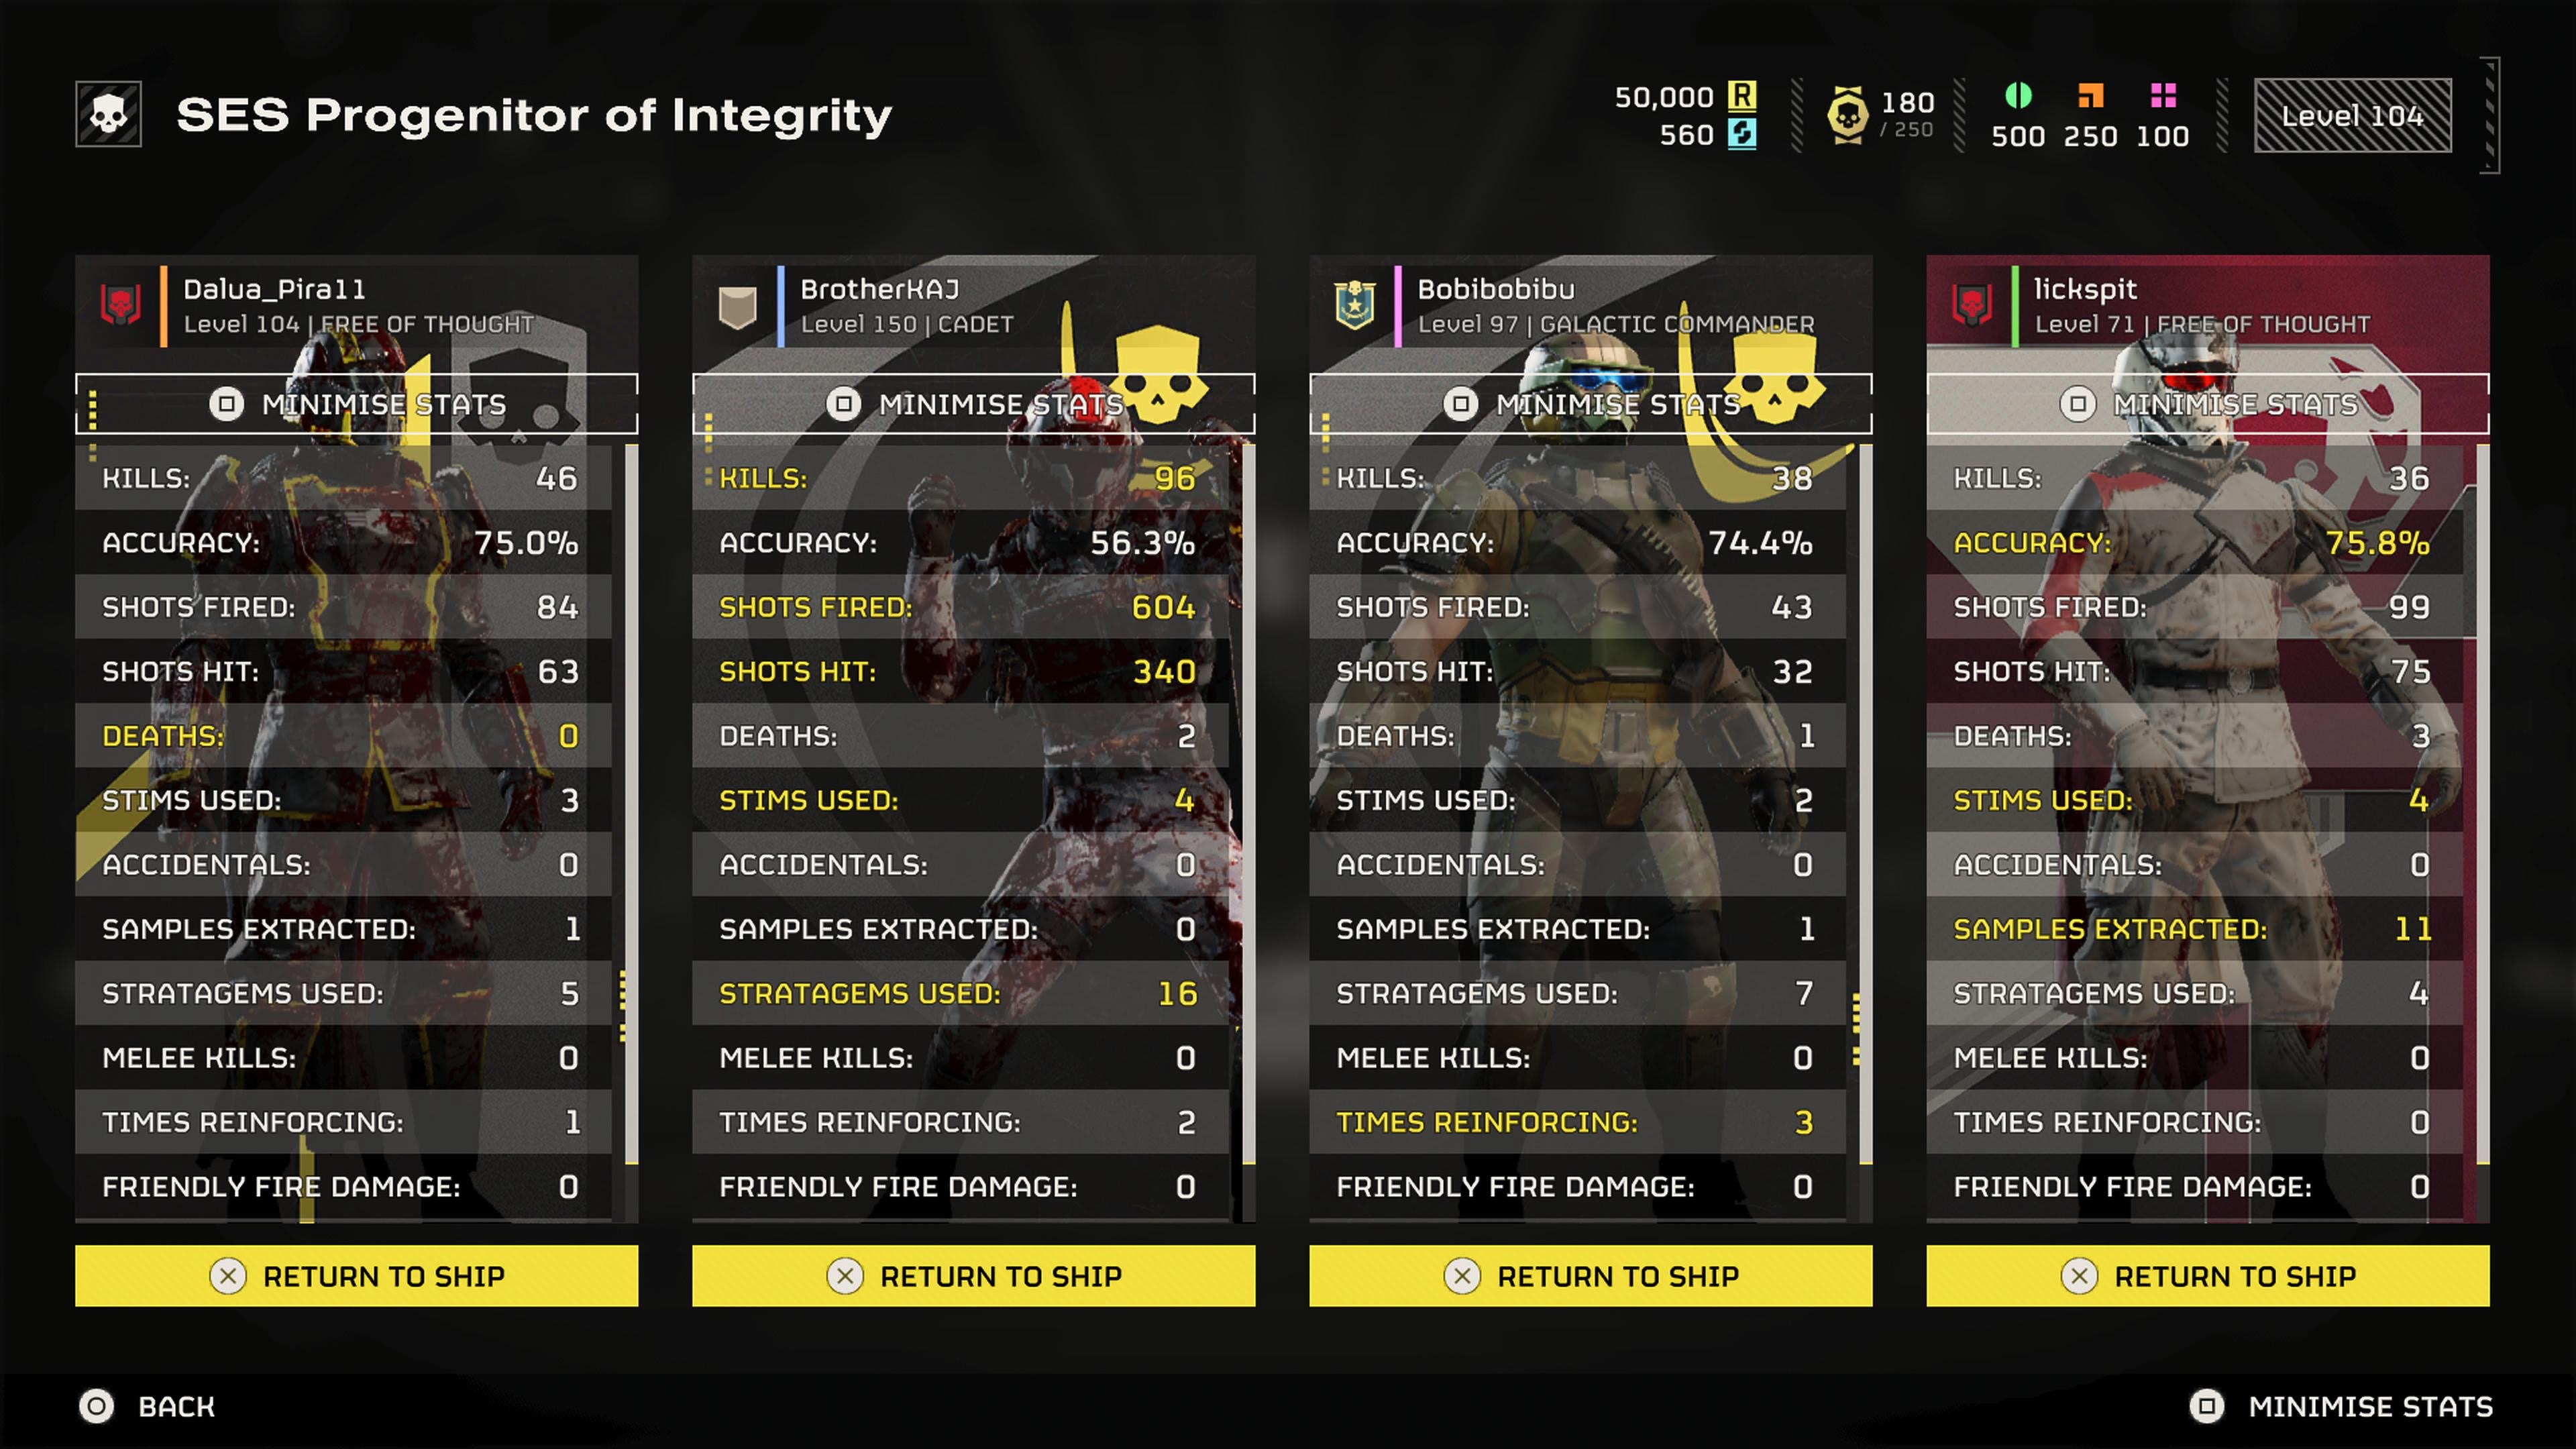 SES Progenitor of Integrity
50,000 R
560
180
/ 250
500 250 100
Level 104
Dalua_Pira11
Level 104 | FREE OF THOUGHT
MINIMISE STATS
KILLS: 46
ACCURACY: 75.0%
SHOTS FIRED: 84
SHOTS HIT: 63
DEATHS: 0
STIMS USED: 3
ACCIDENTALS: 0
SAMPLES EXTRACTED: 1
STRATAGEMS USED: 5
MELEE KILLS: 0
TIMES REINFORCING: 1
FRIENDLY FIRE DAMAGE: 0
RETURN TO SHIP
BrotherKAJ
Level 150 | CADET
MINIMISE STATS
KILLS: 96
ACCURACY: 56.3%
SHOTS FIRED: 604
SHOTS HIT: 340
DEATHS: 2
STIMS USED: 4
ACCIDENTALS: 0
SAMPLES EXTRACTED: 0
STRATAGEMS USED: 16
MELEE KILLS: 0
TIMES REINFORCING: 2
FRIENDLY FIRE DAMAGE: 0
RETURN TO SHIP
Bobibobibu
Level 97 | GALACTIC COMMANDER
MINIMISE STATS
KILLS: 38
ACCURACY: 74.4%
SHOTS FIRED: 43
SHOTS HIT: 32
DEATHS: 1
STIMS USED: 2
ACCIDENTALS: 0
SAMPLES EXTRACTED: 1
STRATAGEMS USED: 7
MELEE KILLS: 0
TIMES REINFORCING: 3
FRIENDLY FIRE DAMAGE: 0
RETURN TO SHIP
lickspit
Level 71 | FREE OF THOUGHT
MINIMISE STATS
KILLS: 36
ACCURACY: 75.8%
SHOTS FIRED: 99
SHOTS HIT: 75
DEATHS: 3
STIMS USED: 4
ACCIDENTALS: 0
SAMPLES EXTRACTED: 11
STRATAGEMS USED: 4
MELEE KILLS: 0
TIMES REINFORCING: 0
FRIENDLY FIRE DAMAGE: 0
RETURN TO SHIP
BACK
MINIMISE STATS